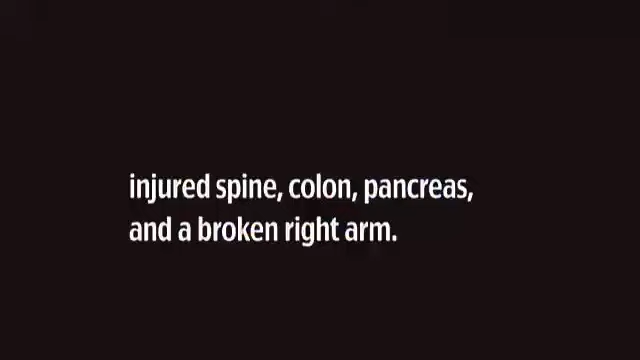 injured spine, colon, pancreas,
and a broken right arm.